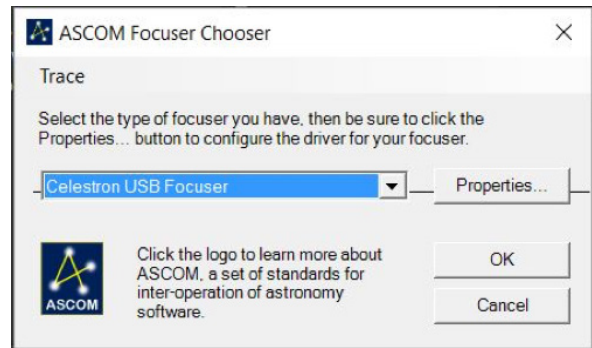 ASCOM Focuser Chooser
Trace
Select the type of focuser you have, then be sure to click the
Properties... button to configure the driver for your focuser.
Celestron USB Focuser
Properties...
Click the logo to learn more about
ASCOM, a set of standards for
inter-operation of astronomy
software.
ASCOM
OK
Cancel